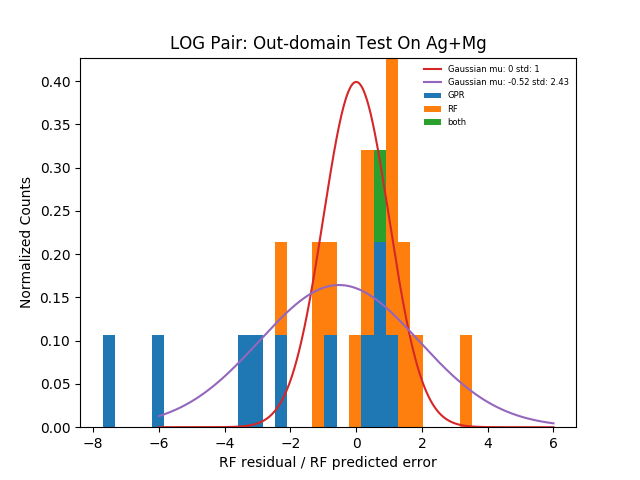 LOG Pair: Out-domain Test On Ag+Mg
Gaussian mu: 0 std: 1
Gaussian mu: -0.52 std: 2.43
GPR
RF
both
Normalized Counts
0.40
0.35
0.30
0.25
0.20
0.15
0.10
0.05
0.00
−8 −6 −4 −2 0 2 4 6
RF residual / RF predicted error